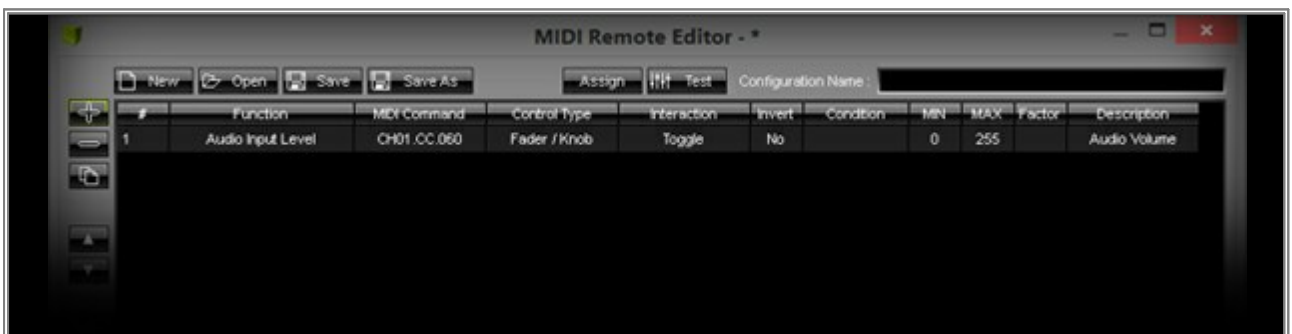 MIDI Remote Editor - *
New Open Save Save As Assign Test Configuration Name :
# Function MIDI Command Control Type Interaction Invert Condition MIN MAX Factor Description
1 Audio Input Level CH01.CC.060 Fader / Knob Toggle No 0 255 Audio Volume